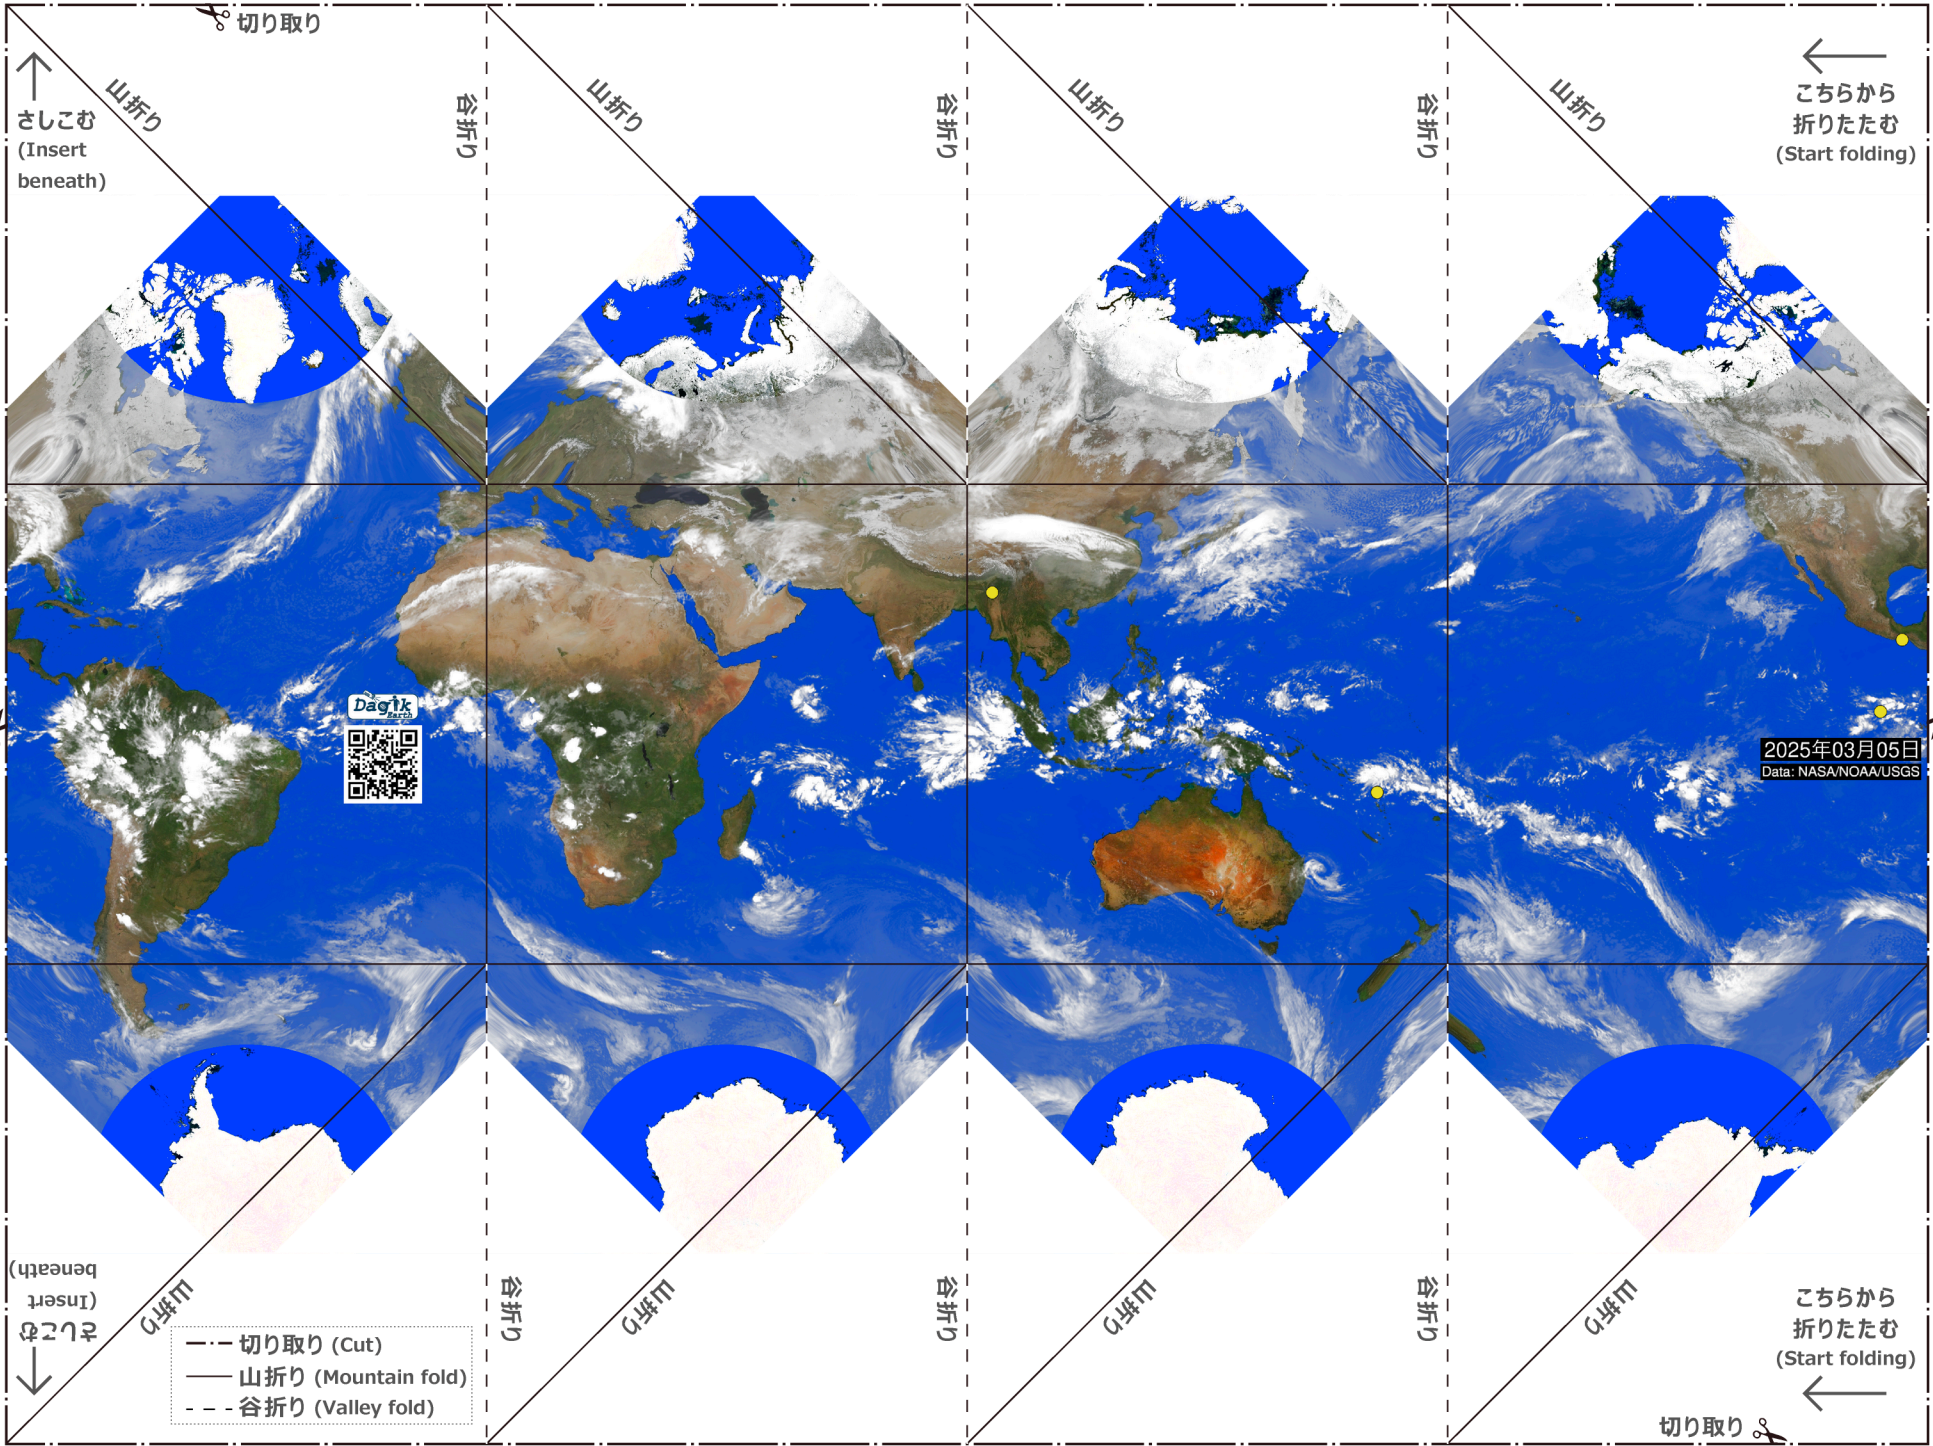 切り取り
山折り
谷折り
山折り
谷折り
山折り
谷折り
山折り
さしこむ
(Insert
beneath)
こちらから
折りたたむ
(Start folding)
Dagik
Earth
2025年03月05日
Data: NASA/NOAA/USGS
さしこむ
(Insert
beneath)
山折り
谷折り
山折り
谷折り
山折り
谷折り
山折り
切り取り (Cut)
山折り (Mountain fold)
谷折り (Valley fold)
こちらから
折りたたむ
(Start folding)
切り取り